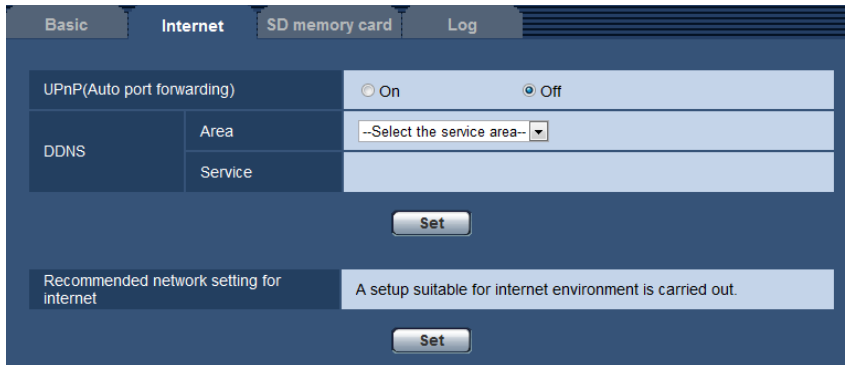 Basic Internet SD memory card Log
UPnP(Auto port forwarding) On Off
DDNS Area --Select the service area--
Service
Set
Recommended network setting for
internet
A setup suitable for internet environment is carried out.
Set